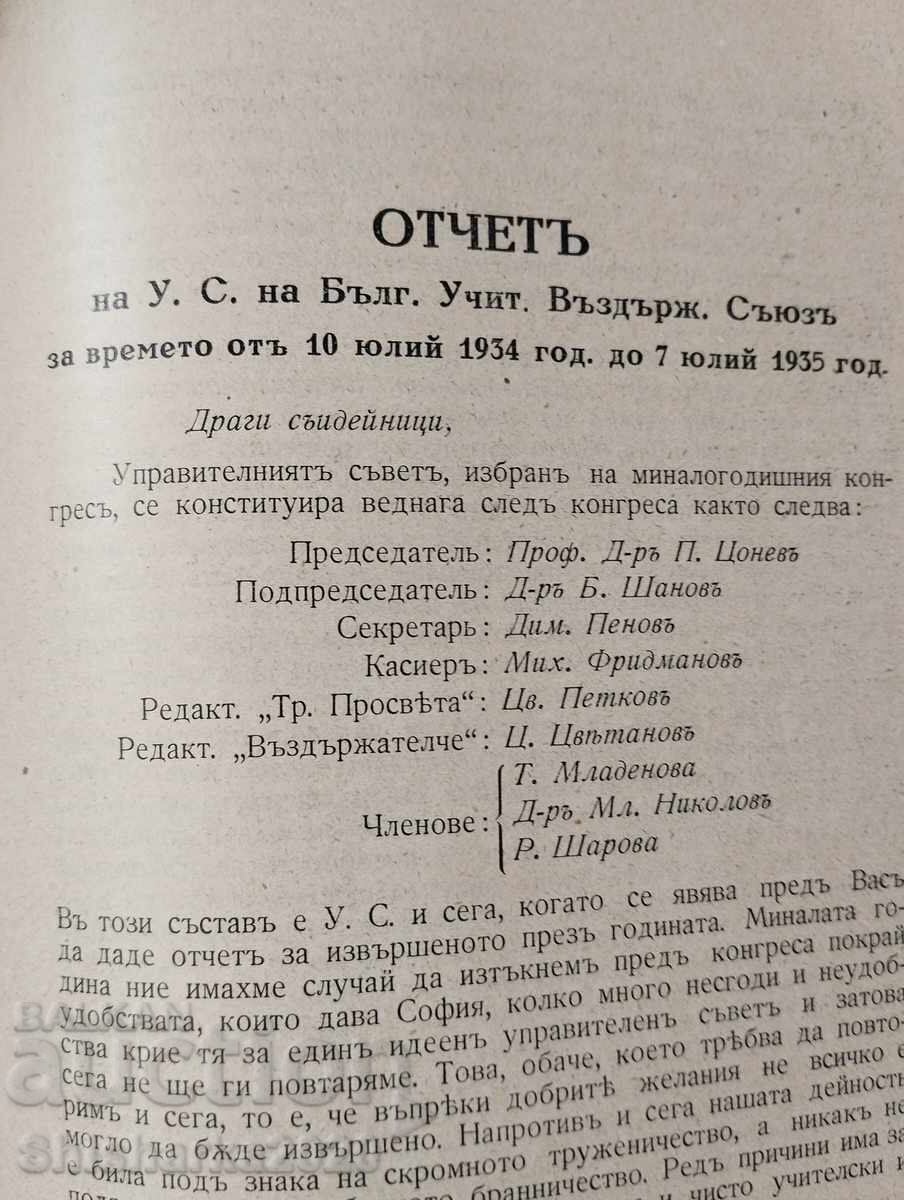 ОТЧЕТЪ
на У. С. на Бълг. Учит. Въздърж. Съюзъ
за времето отъ 10 юлий 1934 год. до 7 юлий 1935 год.
Драги съидейници,
Управителниятъ съветъ, избранъ на миналогодишния кон-
гресъ, се конституира веднага следъ конгреса както следва:
Председатель: Проф. Д-ръ П. Цоневъ
Подпредседатель: Д-ръ Б. Шановъ
Секретарь: Дим. Пеновъ
Касиеръ: Мих. Фридмановъ
Редакт. „Тр. Просвѣта“: Цв. Петковъ
Редакт. „Въздържателче“: Ц. Цвѣтановъ
Членове: Т. Младенова
Д-ръ Мл. Николовъ
Р. Шарова
Въ този съставъ е У. С. и сега, когато се явява предъ Васъ
да даде отчетъ за извършеното презъ годината. Миналата го-
дина ние имахме случай да изтъкнемъ предъ конгреса покрай
удобствата, които дава София, колко много несгоди и неудоб-
ства крие тя за единъ идеенъ управителенъ съветъ и затова
сега не ще ги повтаряме. Това, обаче, което трѣбва да повто-
римъ и сега, то е, че въпрѣки добритѣ желания не всичко е
могло да бѫде извършено. Напротивъ и сега нашата дейность
е била подъ знака на скромното труженичество, а никакъ не
бранничество. Редъ причини има за
и чисто учителски и